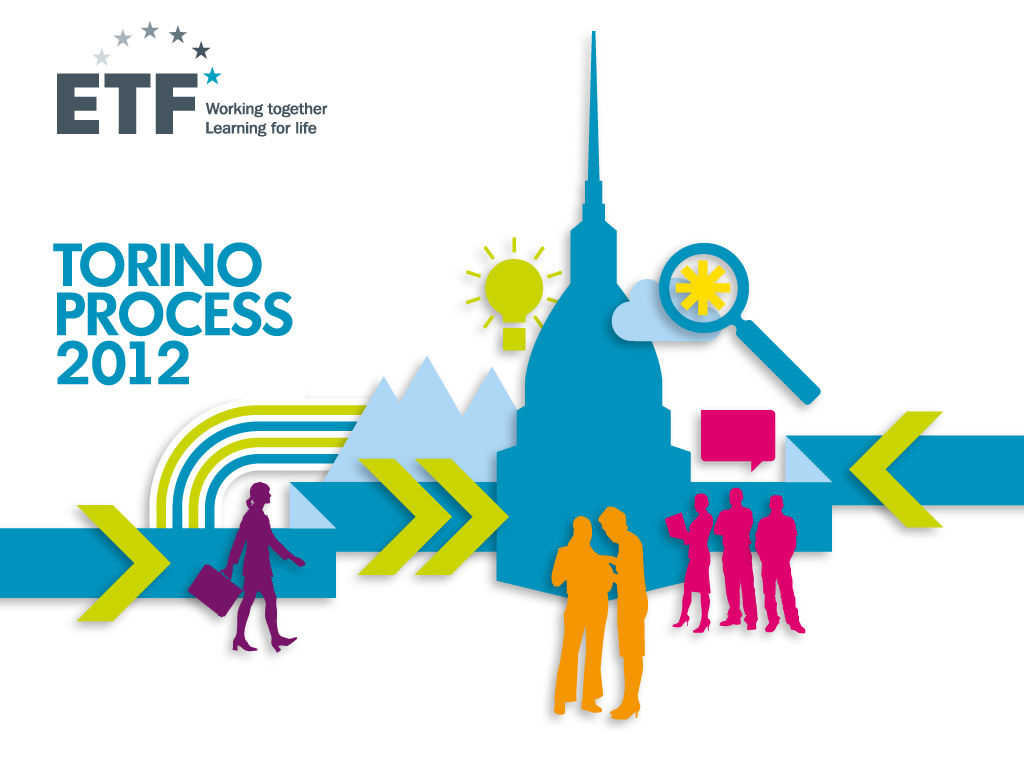 ETF
Working together
Learning for life
TORINO
PROCESS
2012